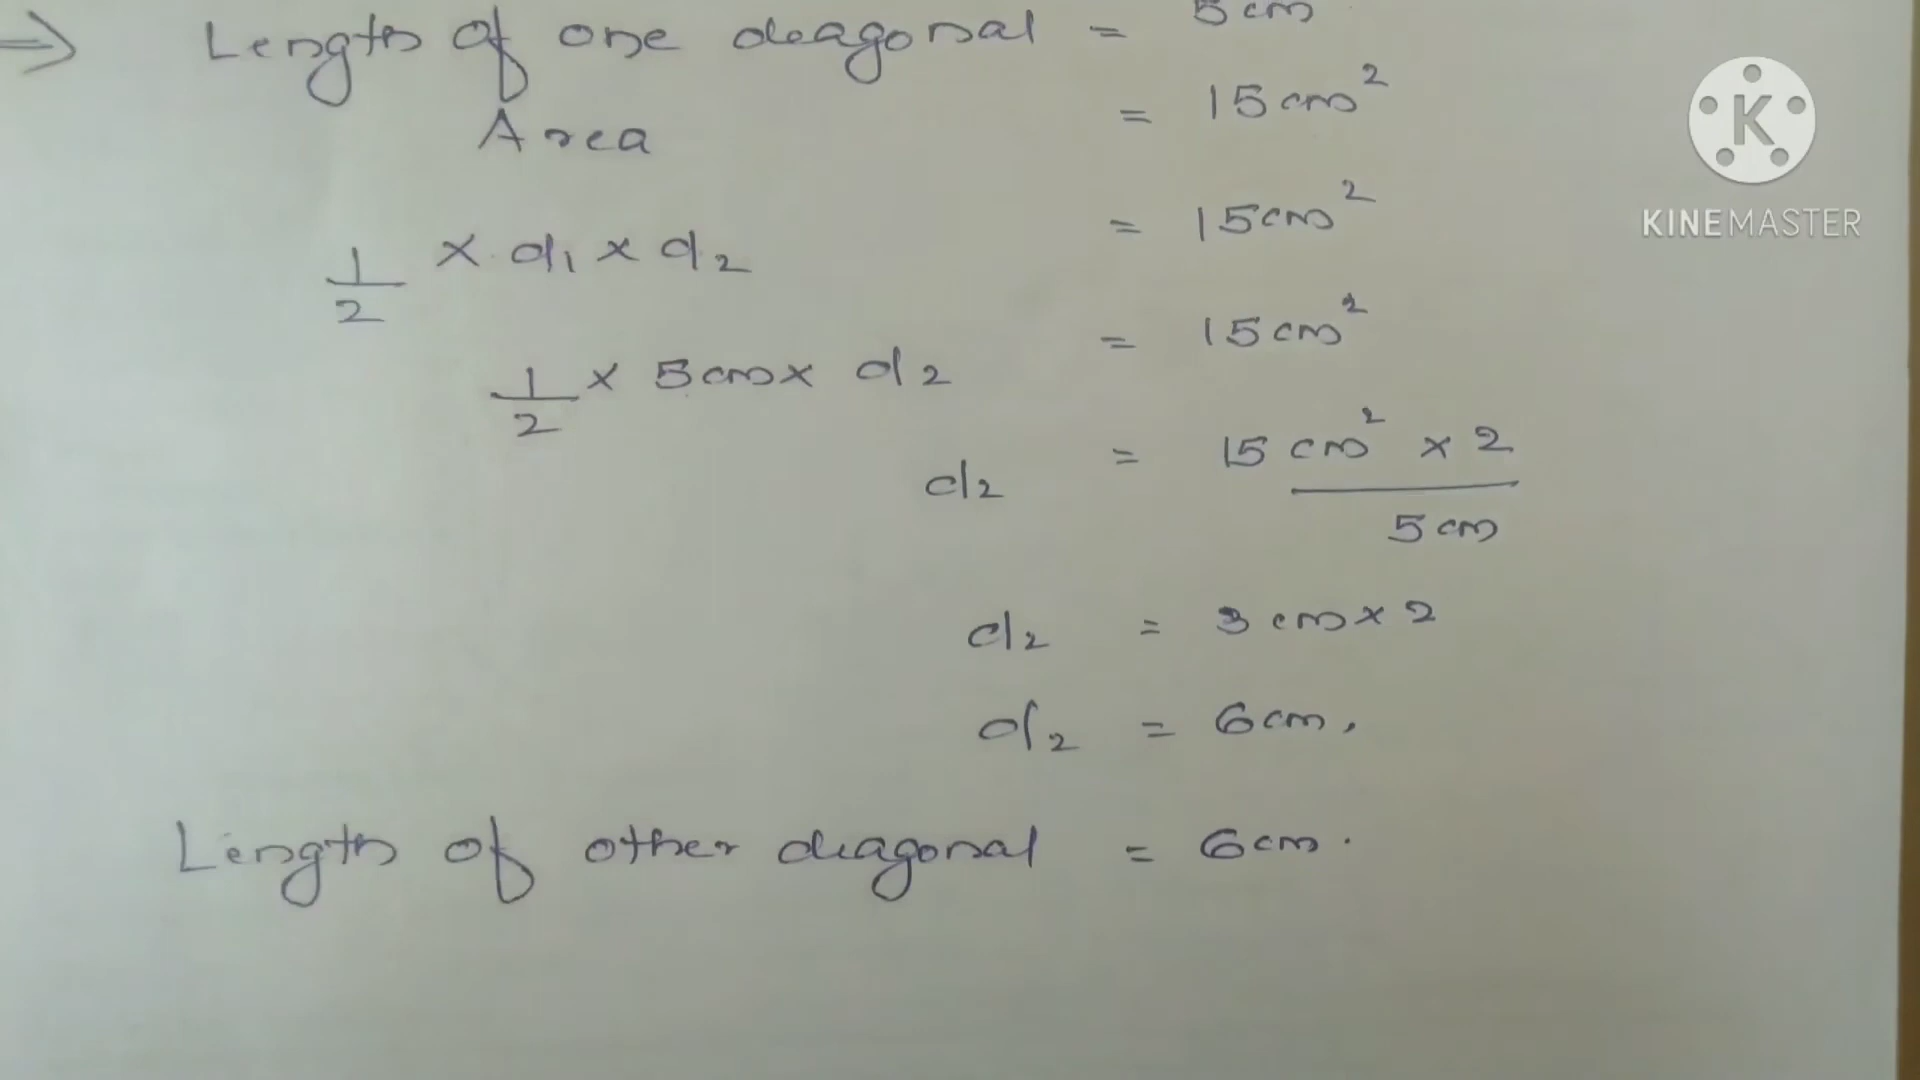 ⇒ Length of one deagonal = 5 cm
Area = 15 cm²
1/2 × d₁ × d₂ = 15 cm²
1/2 × 5 cm × d₂ = 15 cm²
d₂ = 15 cm² × 2 / 5 cm
d₂ = 3 cm × 2
d₂ = 6 cm.
Length of other diagonal = 6 cm.
K
KINEMASTER